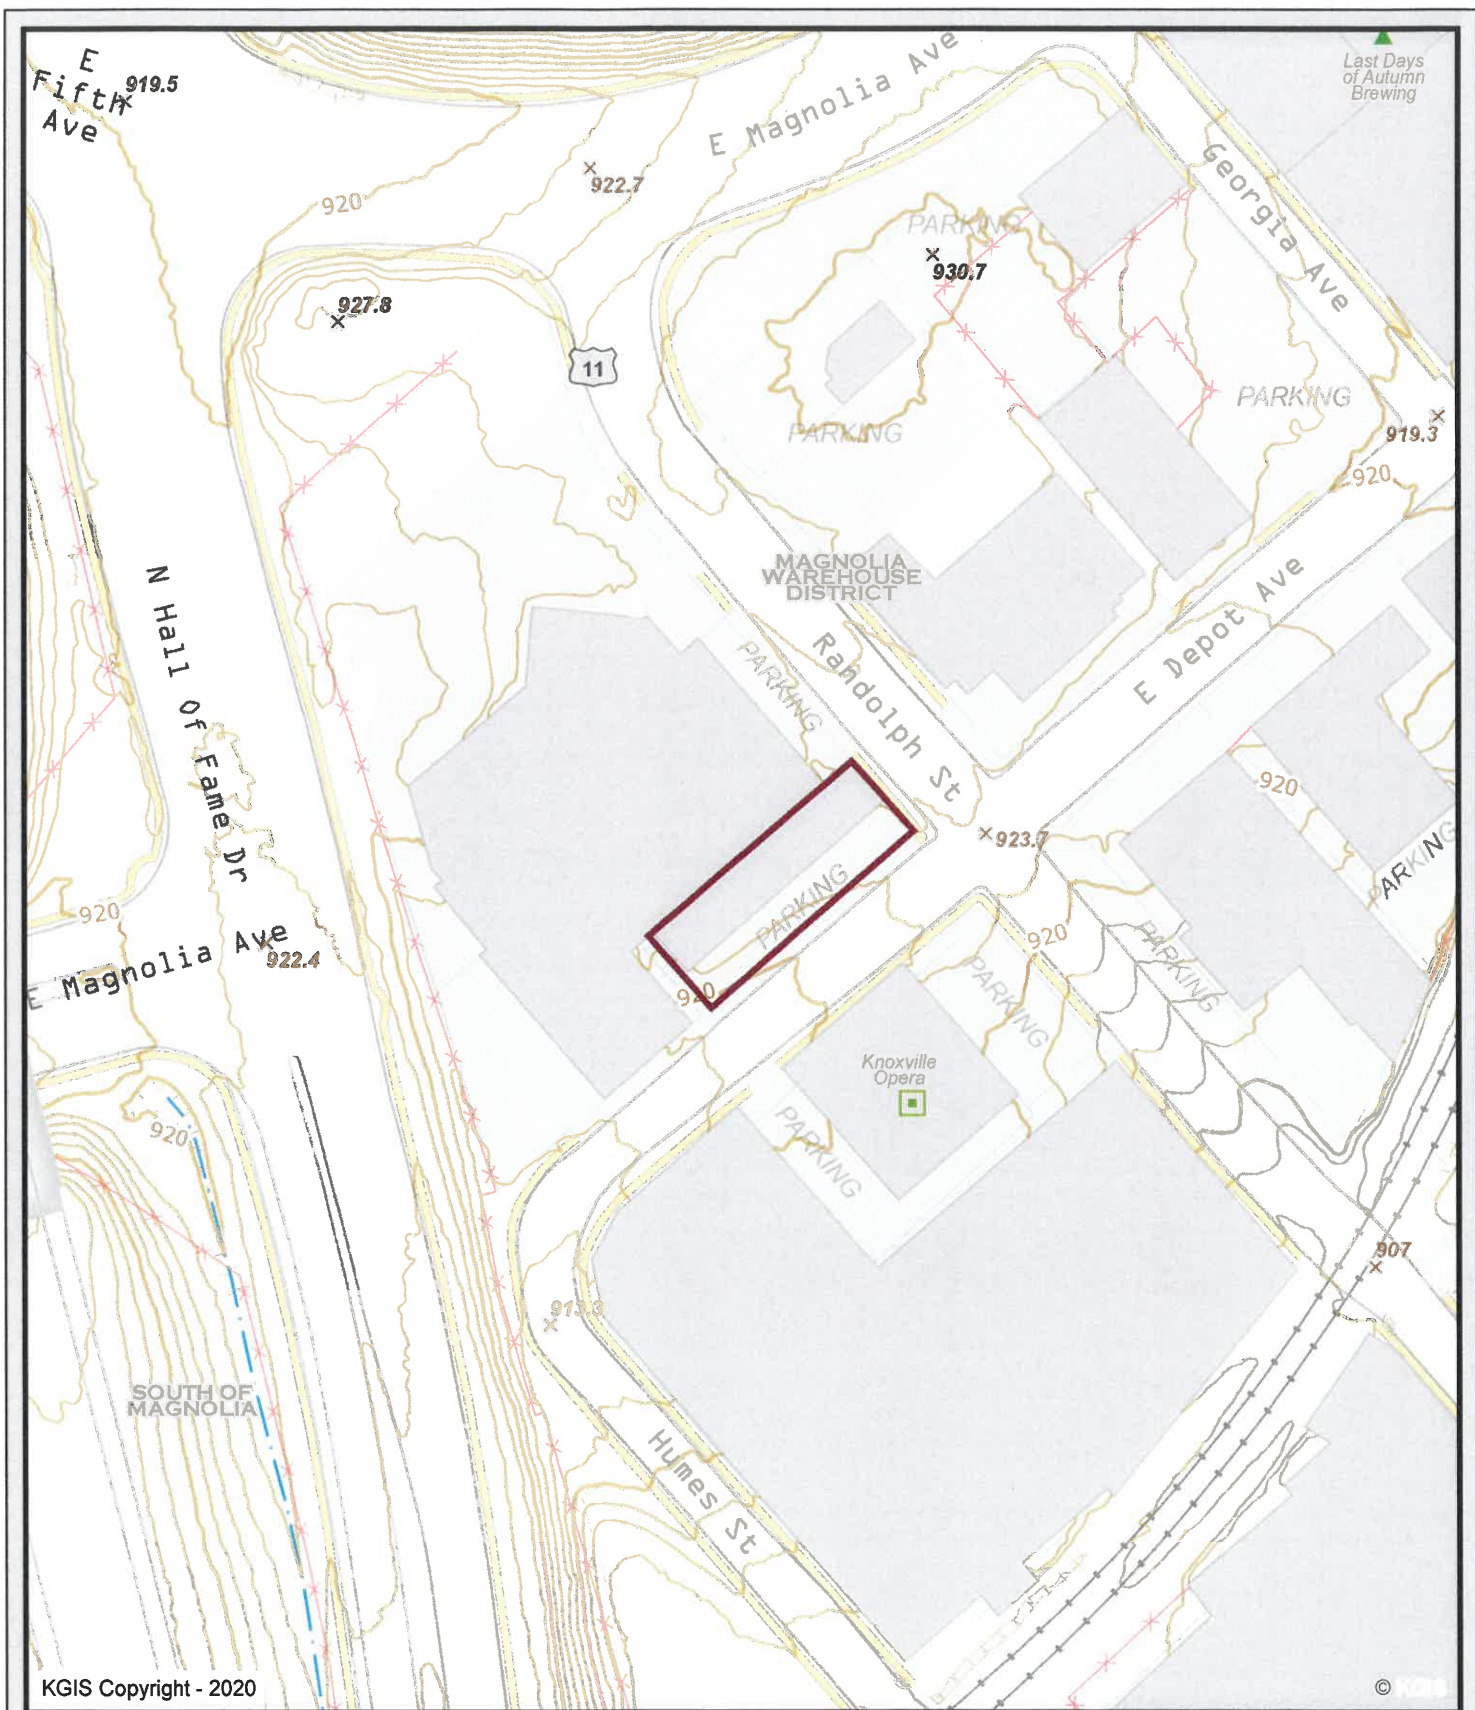 E
Fifth
Ave
919.5
E Magnolia Ave
Last Days
of Autumn
Brewing
922.7
920
Georgia Ave
PARKING
930.7
927.8
11
PARKING
PARKING
919.3
920
MAGNOLIA
WAREHOUSE
DISTRICT
E Depot Ave
N Hall Of Fame Dr
Randolph St
PARKING
920
923.7
PARKING
PARKING
920
E Magnolia Ave
922.4
920
PARKING
PARKING
920
Knoxville
Opera
PARKING
920
907
913.3
SOUTH OF
MAGNOLIA
Humes St
KGIS Copyright - 2020
© KGIS